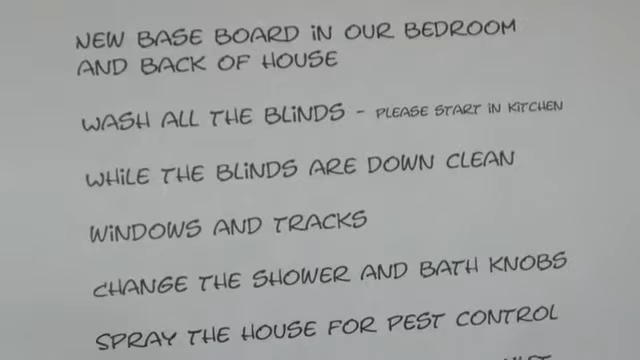 NEW BASE BOARD iN OUR BEDROOM
AND BACK OF HOUSE
WASH ALL THE BLiNDS - PLEASE START IN KiTCHEN
WHiLE THE BLiNDS ARE DOWN CLEAN
WiNDOWS AND TRACKS
CHANGE THE SHOWER AND BATH KNOBS
SPRAY THE HOUSE FOR PEST CONTROL